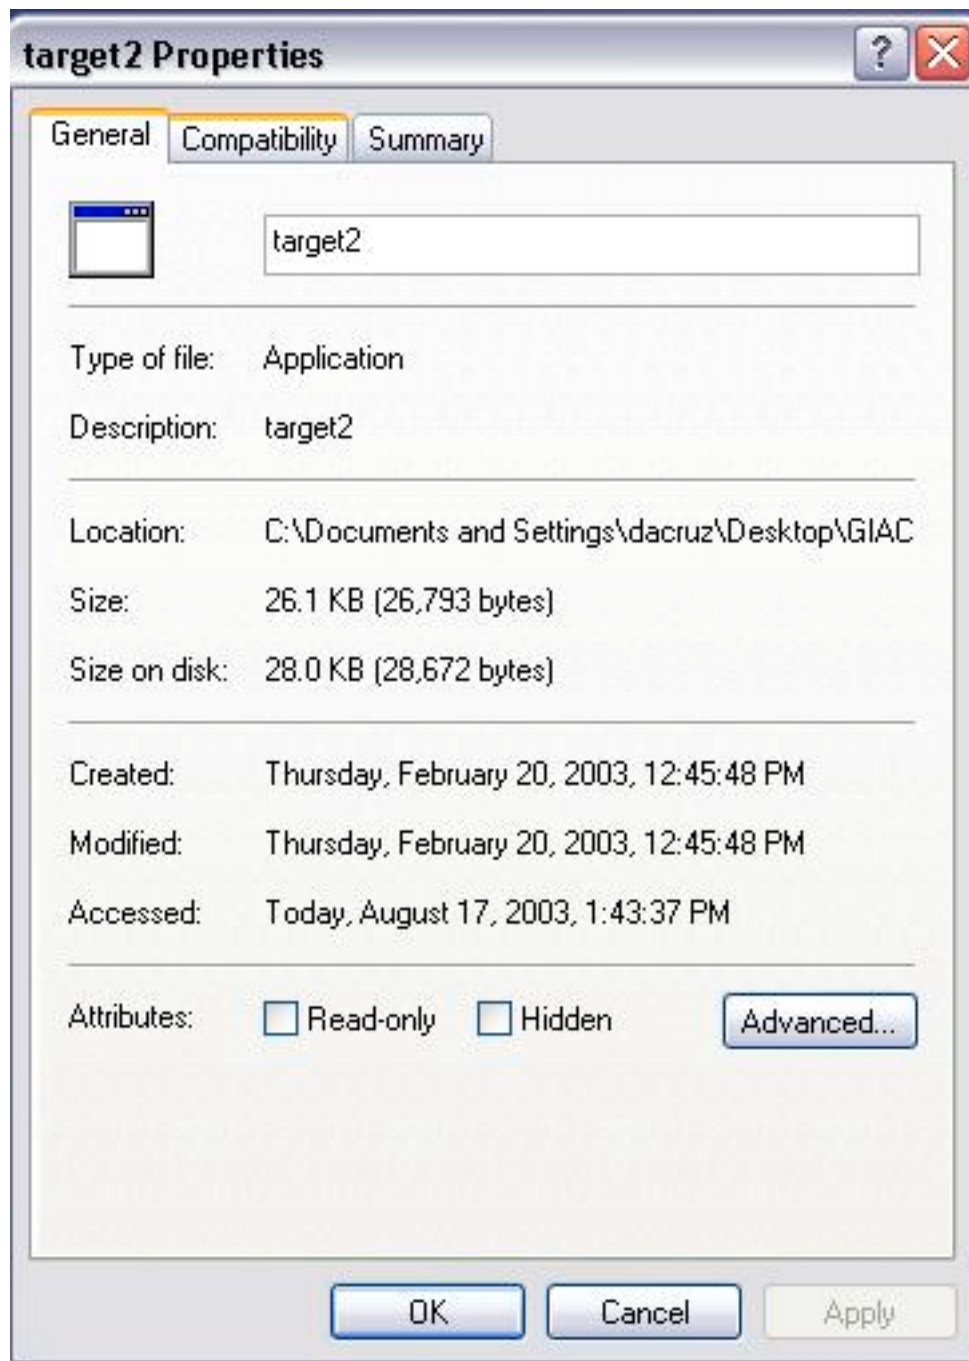 target2 Properties
General Compatibility Summary
target2
Type of file: Application
Description: target2
Location: C:\Documents and Settings\dacruz\Desktop\GIAC
Size: 26.1 KB (26,793 bytes)
Size on disk: 28.0 KB (28,672 bytes)
Created: Thursday, February 20, 2003, 12:45:48 PM
Modified: Thursday, February 20, 2003, 12:45:48 PM
Accessed: Today, August 17, 2003, 1:43:37 PM
Attributes: Read-only Hidden Advanced...
OK Cancel Apply